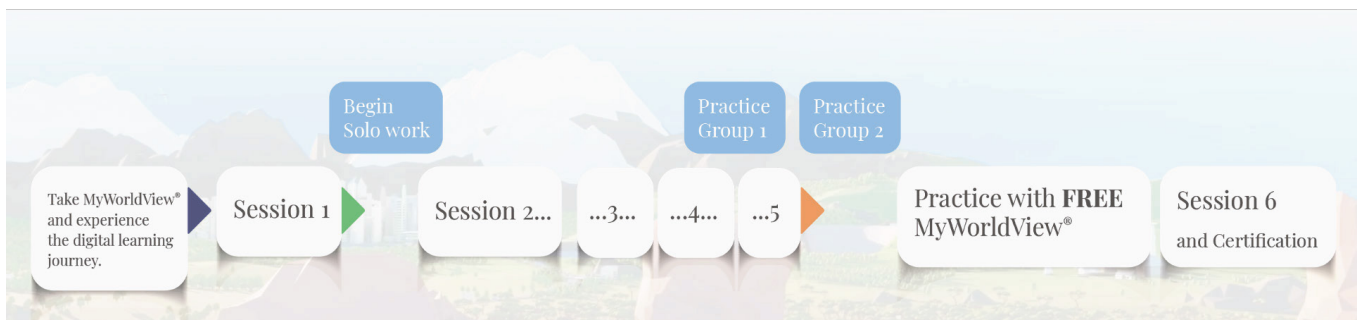 Begin
Solo work
Practice
Group 1
Practice
Group 2
Take MyWorldView®
and experience
the digital learning
journey.
Session 1
Session 2...
...3...
...4...
...5
Practice with FREE
MyWorldView®
Session 6
and Certification